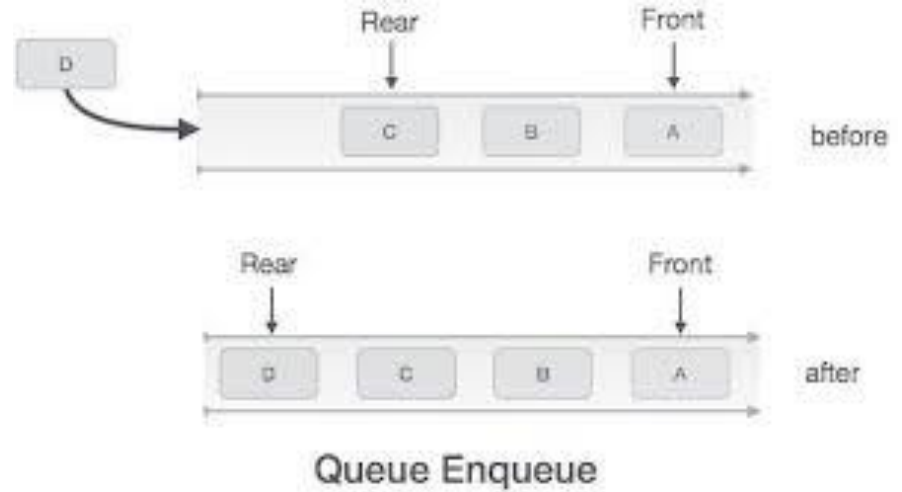 Rear Front
D
C B A
before
Rear Front
D C B A
after
Queue Enqueue